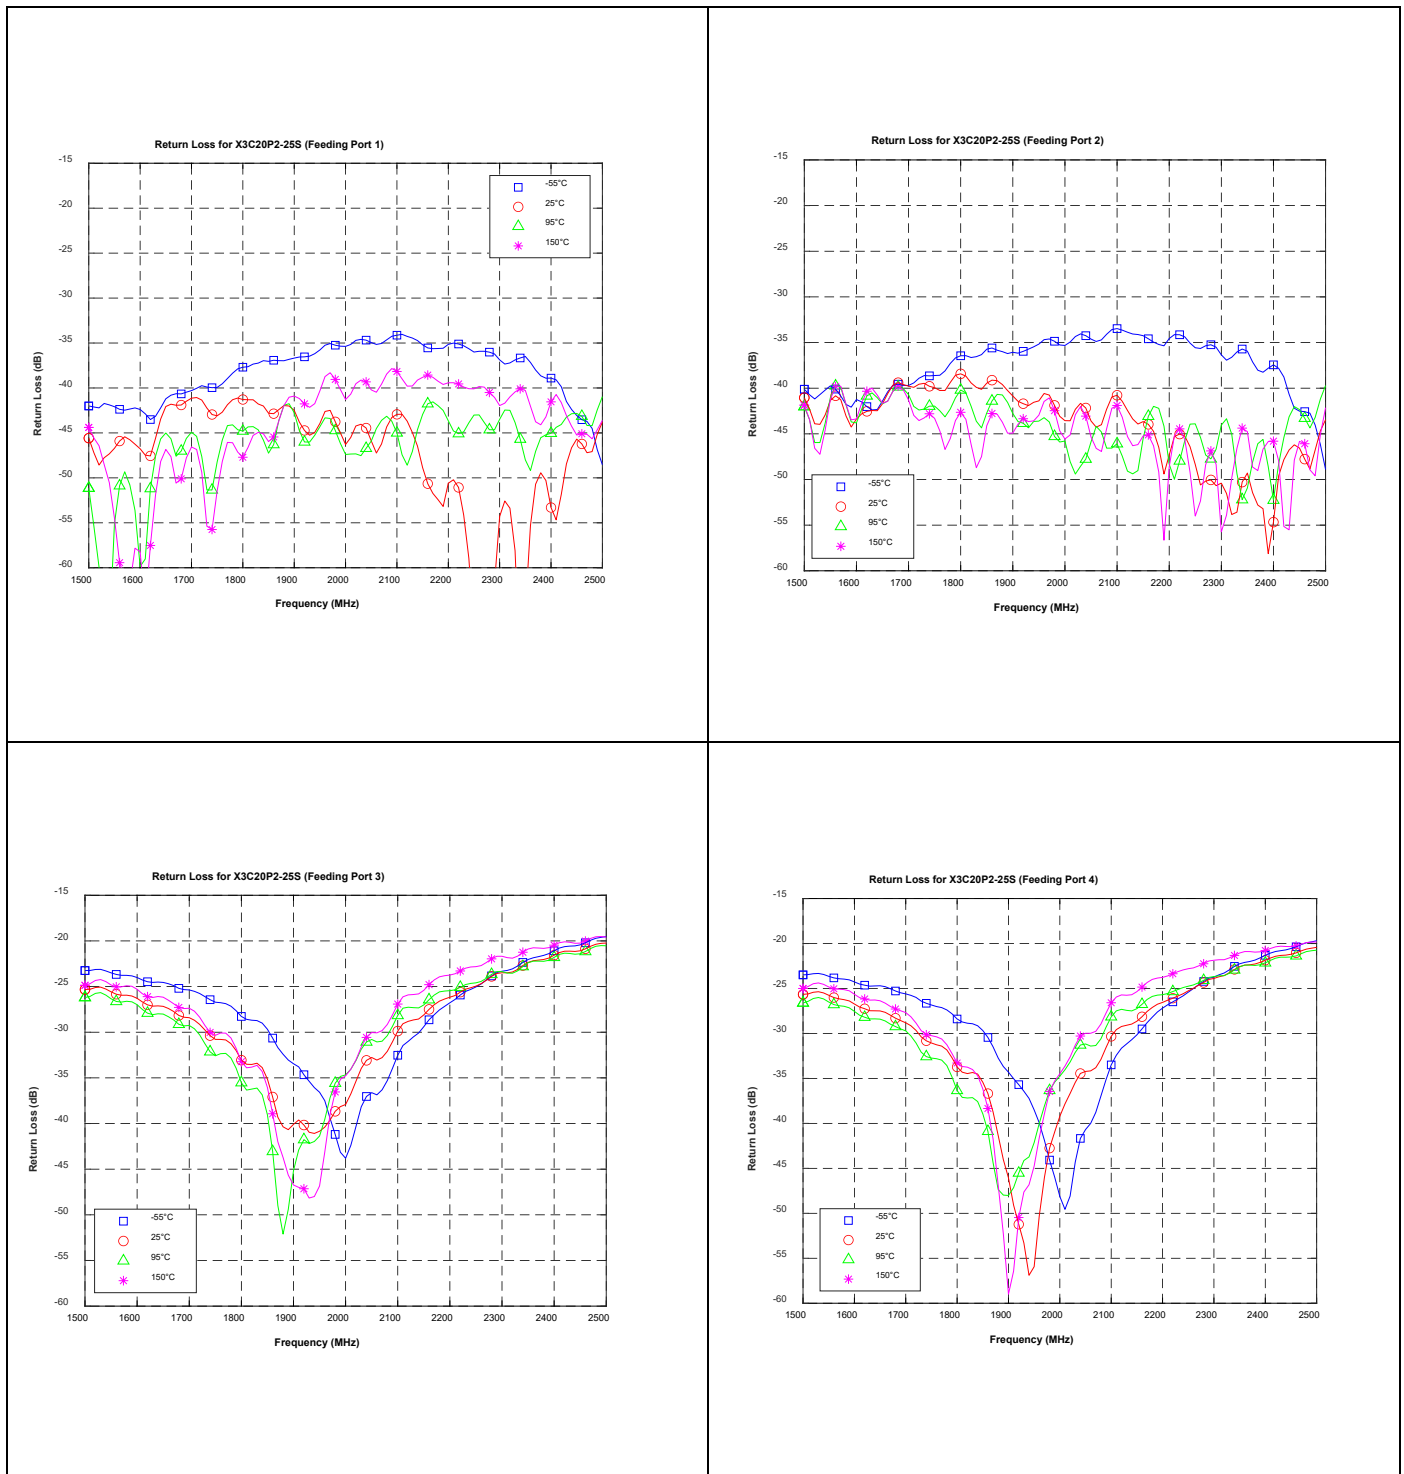 Return Loss for X3C20P2-25S (Feeding Port 1)
-15
-20
-25
-30
-35
-40
-45
-50
-55
-60
Return Loss (dB)
-55°C
25°C
95°C
150°C
1500 1600 1700 1800 1900 2000 2100 2200 2300 2400 2500
Frequency (MHz)
Return Loss for X3C20P2-25S (Feeding Port 2)
-15
-20
-25
-30
-35
-40
-45
-50
-55
-60
Return Loss (dB)
-55°C
25°C
95°C
150°C
1500 1600 1700 1800 1900 2000 2100 2200 2300 2400 2500
Frequency (MHz)
Return Loss for X3C20P2-25S (Feeding Port 3)
-15
-20
-25
-30
-35
-40
-45
-50
-55
-60
Return Loss (dB)
-55°C
25°C
95°C
150°C
1500 1600 1700 1800 1900 2000 2100 2200 2300 2400 2500
Frequency (MHz)
Return Loss for X3C20P2-25S (Feeding Port 4)
-15
-20
-25
-30
-35
-40
-45
-50
-55
-60
Return Loss (dB)
-55°C
25°C
95°C
150°C
1500 1600 1700 1800 1900 2000 2100 2200 2300 2400 2500
Frequency (MHz)